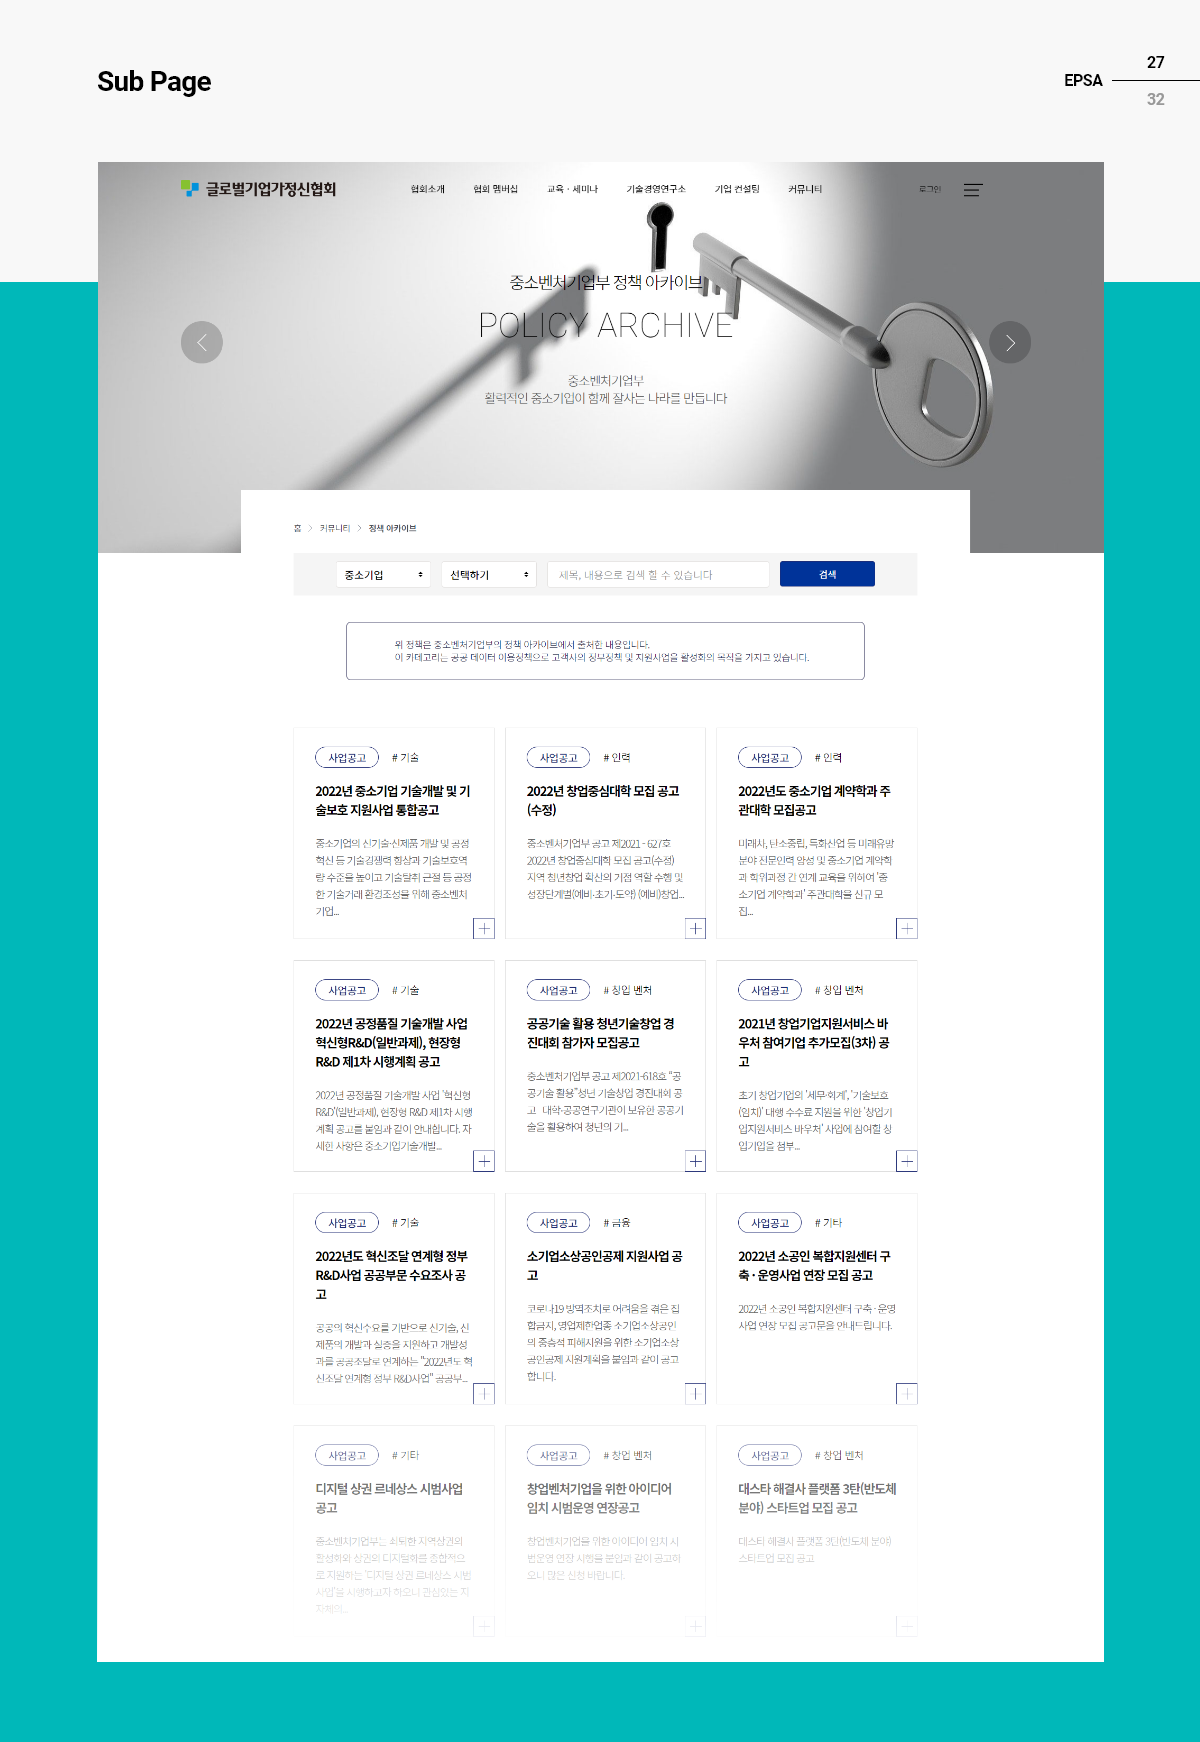 Sub Page
EPSA
27
32
글로벌기업가정신협회
협회소개 협회 멤버십 교육 · 세미나 기술경영연구소 기업 컨설팅 커뮤니티
로그인
중소벤처기업부 정책 아카이브
POLICY ARCHIVE
중소벤처기업부
활력적인 중소기업이 함께 잘사는 나라를 만듭니다
홈 > 커뮤니티 > 정책 아카이브
중소기업 선택하기 제목, 내용으로 검색 할 수 있습니다 검색
위 정책은 중소벤처기업부의 정책 아카이브에서 출처한 내용입니다.
이 카테고리는 공공 데이터 이용정책으로 고객사의 정부정책 및 지원사업을 활성화의 목적을 가지고 있습니다.
사업공고 # 기술
2022년 중소기업 기술개발 및 기
술보호 지원사업 통합공고
중소기업의 신기술·신제품 개발 및 공정
혁신 등 기술경쟁력 향상과 기술보호역
량 수준을 높이고 기술탈취 근절 등 공정
한 기술거래 환경조성을 위해 중소벤처
기업...
사업공고 # 인력
2022년 창업중심대학 모집 공고
(수정)
중소벤처기업부 공고 제2021 - 627호
2022년 창업중심대학 모집 공고(수정)
지역 청년창업 확산의 거점 역할 수행 및
성장단계별(예비·초기·도약) (예비)창업...
사업공고 # 인력
2022년도 중소기업 계약학과 주
관대학 모집공고
미래차, 탄소중립, 특화산업 등 미래유망
분야 전문인력 양성 및 중소기업 계약학
과 학위과정 간 연계 교육을 위하여 '중
소기업 계약학과' 주관대학을 신규 모
집...
사업공고 # 기술
2022년 공정품질 기술개발 사업
혁신형R&D(일반과제), 현장형
R&D 제1차 시행계획 공고
2022년 공정품질 기술개발 사업 '혁신형
R&D'(일반과제), 현장형 R&D 제1차 시행
계획 공고를 붙임과 같이 안내합니다. 자
세한 사항은 중소기업기술개발...
사업공고 # 창업 벤처
공공기술 활용 청년기술창업 경
진대회 참가자 모집공고
중소벤처기업부 공고 제2021-618호 "공
공기술 활용"청년 기술창업 경진대회 공
고 대학·공공연구기관이 보유한 공공기
술을 활용하여 청년의 기...
사업공고 # 창업 벤처
2021년 창업기업지원서비스 바
우처 참여기업 추가모집(3차) 공
고
초기 창업기업의 '세무·회계', '기술보호
(임치)' 대행 수수료 지원을 위한 '창업기
업지원서비스 바우처' 사업에 참여할 창
업기업을 첨부...
사업공고 # 기술
2022년도 혁신조달 연계형 정부
R&D사업 공공부문 수요조사 공
고
공공의 혁신수요를 기반으로 신기술, 신
제품의 개발과 실증을 지원하고 개발성
과를 공공조달로 연계하는 "2022년도 혁
신조달 연계형 정부 R&D사업" 공공부...
사업공고 # 금융
소기업소상공인공제 지원사업 공
고
코로나19 방역조치로 어려움을 겪은 집
합금지, 영업제한업종 소기업소상공인
의 중층적 피해지원을 위한 소기업소상
공인공제 지원계획을 붙임과 같이 공고
합니다.
사업공고 # 기타
2022년 소공인 복합지원센터 구
축 · 운영사업 연장 모집 공고
2022년 소공인 복합지원센터 구축 · 운영
사업 연장 모집 공고문을 안내드립니다.
사업공고 # 기타
디지털 상권 르네상스 시범사업
공고
중소벤처기업부는 쇠퇴한 지역상권의
활성화와 상권의 디지털화를 종합적으
로 지원하는 '디지털 상권 르네상스 시범
사업'을 시행하고자 하오니 관심있는 지
자체의...
사업공고 # 창업 벤처
창업벤처기업을 위한 아이디어
임치 시범운영 연장공고
창업벤처기업을 위한 아이디어 임치 시
범운영 연장 시행을 붙임과 같이 공고하
오니 많은 신청 바랍니다.
사업공고 # 창업 벤처
대스타 해결사 플랫폼 3탄(반도체
분야) 스타트업 모집 공고
대스타 해결사 플랫폼 3탄(반도체 분야)
스타트업 모집 공고